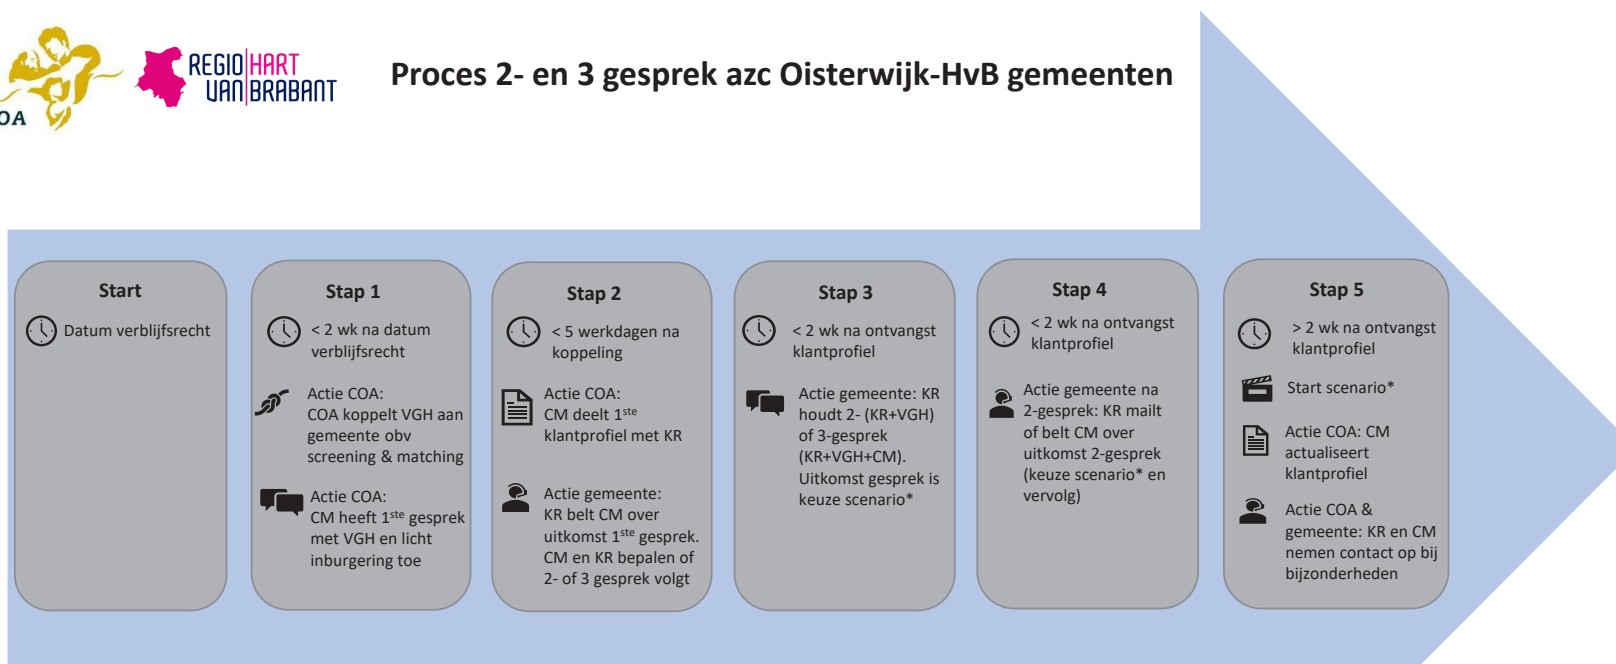 OA
REGIO HART
VAN BRABANT
Proces 2- en 3 gesprek azc Oisterwijk-HvB gemeenten
Start
Datum verblijfsrecht
Stap 1
< 2 wk na datum
verblijfsrecht
Actie COA:
COA koppelt VGH aan
gemeente obv
screening & matching
Actie COA:
CM heeft 1ste gesprek
met VGH en licht
inburgering toe
Stap 2
< 5 werkdagen na
koppeling
Actie COA:
CM deelt 1ste
klantprofiel met KR
Actie gemeente:
KR belt CM over
uitkomst 1ste gesprek.
CM en KR bepalen of
2- of 3 gesprek volgt
Stap 3
< 2 wk na ontvangst
klantprofiel
Actie gemeente: KR
houdt 2- (KR+VGH)
of 3-gesprek
(KR+VGH+CM).
Uitkomst gesprek is
keuze scenario*
Stap 4
< 2 wk na ontvangst
klantprofiel
Actie gemeente na
2-gesprek: KR mailt
of belt CM over
uitkomst 2-gesprek
(keuze scenario* en
vervolg)
Stap 5
> 2 wk na ontvangst
klantprofiel
Start scenario*
Actie COA: CM
actualiseert
klantprofiel
Actie COA &
gemeente: KR en CM
nemen contact op bij
bijzonderheden